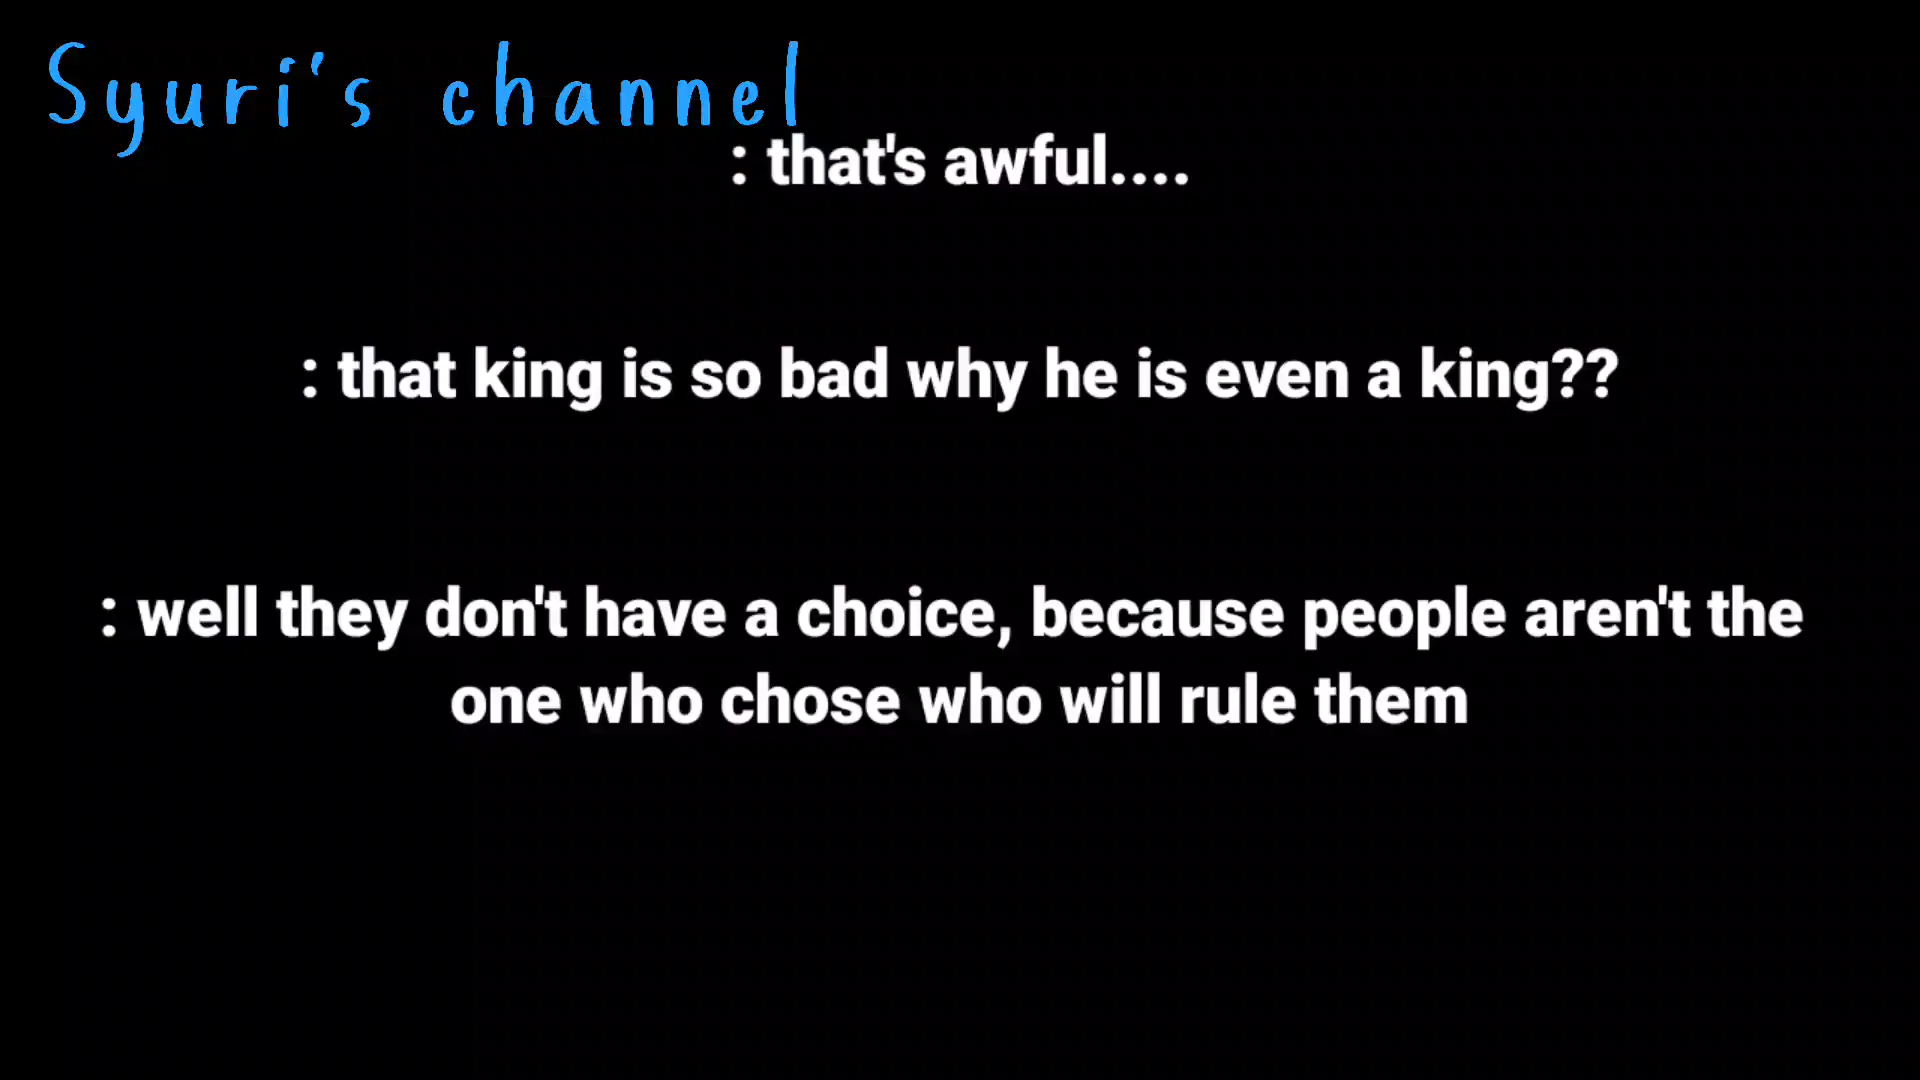 Syuri's channel
: that's awful....
: that king is so bad why he is even a king??
: well they don't have a choice, because people aren't the
one who chose who will rule them